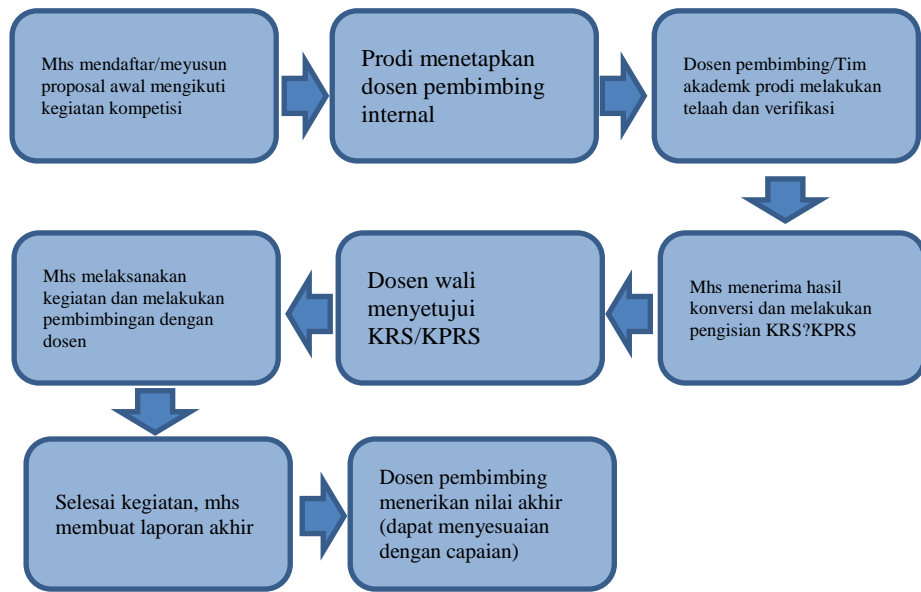 Mhs mendaftar/meyusun
proposal awal mengikuti
kegiatan kompetisi
Prodi menetapkan
dosen pembimbing
internal
Dosen pembimbing/Tim
akademk prodi melakukan
telaah dan verifikasi
Mhs menerima hasil
konversi dan melakukan
pengisian KRS?KPRS
Dosen wali
menyetujui
KRS/KPRS
Mhs melaksanakan
kegiatan dan melakukan
pembimbingan dengan
dosen
Selesai kegiatan, mhs
membuat laporan akhir
Dosen pembimbing
menerikan nilai akhir
(dapat menyesuaian
dengan capaian)